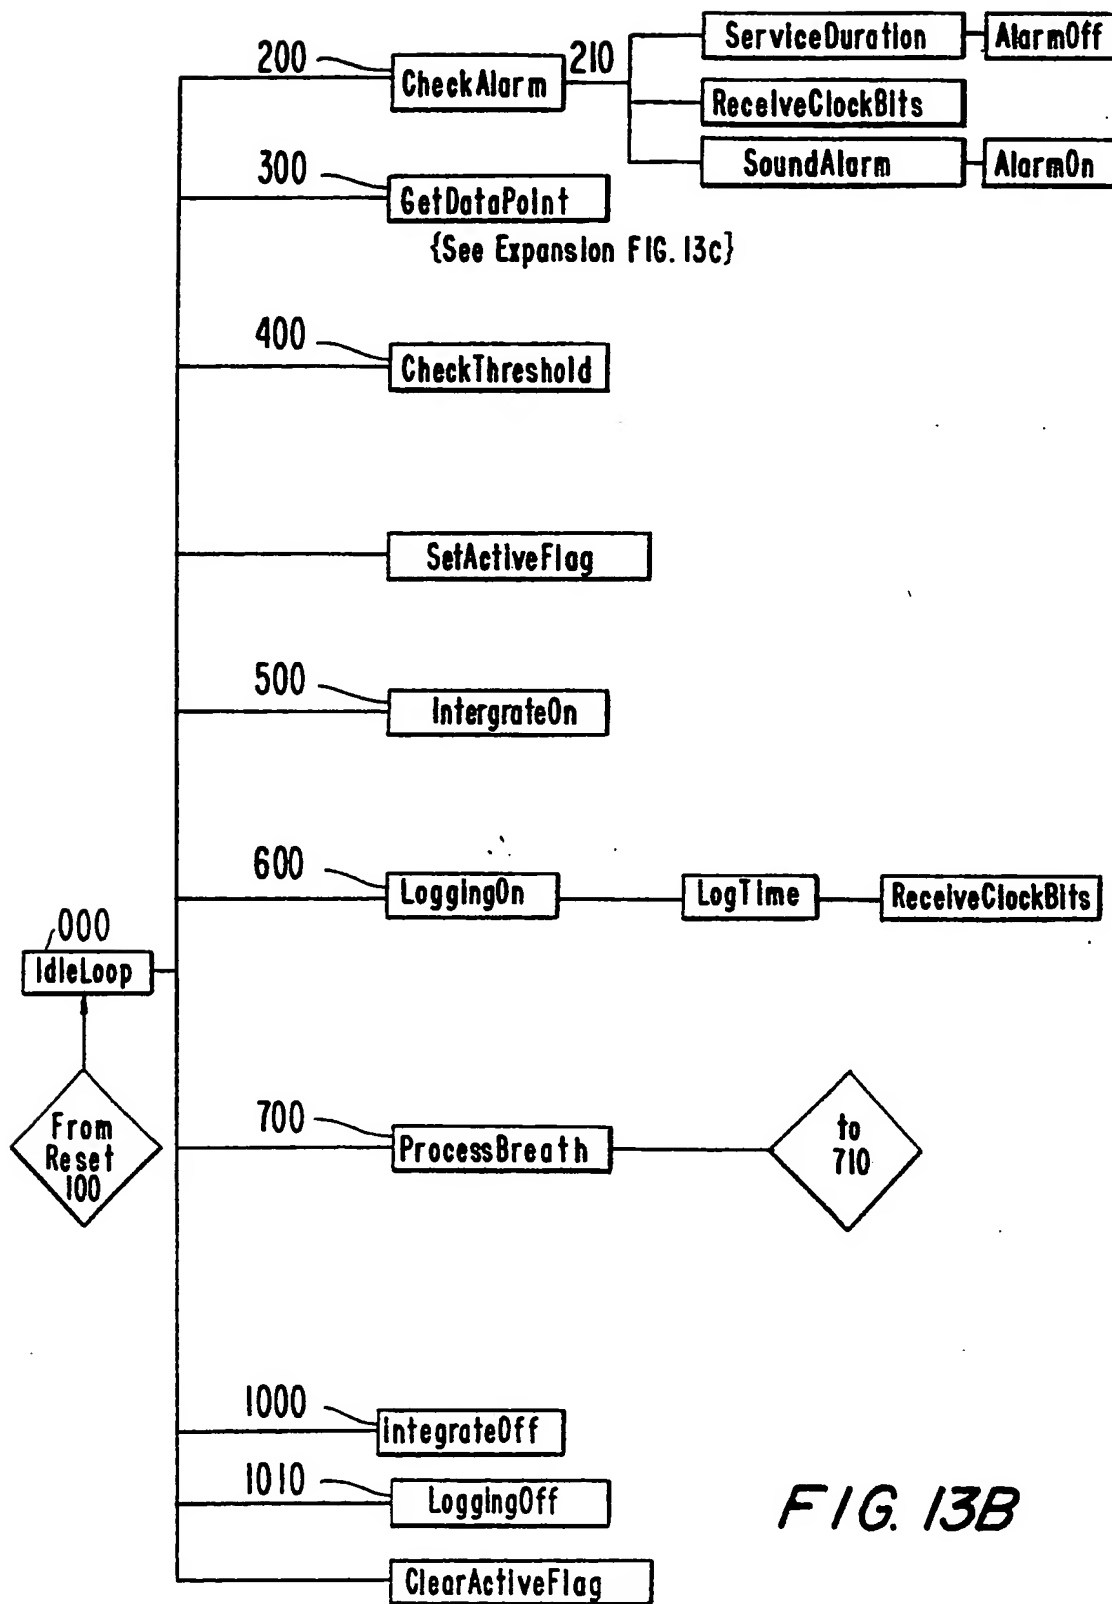 200
CheckAlarm
210
ServiceDuration
AlarmOff
ReceiveClockBits
SoundAlarm
AlarmOn
300
GetDataPoint
{See Expansion FIG. 13c}
400
CheckThreshold
SetActiveFlag
500
IntergrateOn
600
LoggingOn
LogTime
ReceiveClockBits
000
IdleLoop
From
Reset
100
700
ProcessBreath
to
710
1000
IntegrateOff
1010
LoggingOff
ClearActiveFlag
FIG. 13B